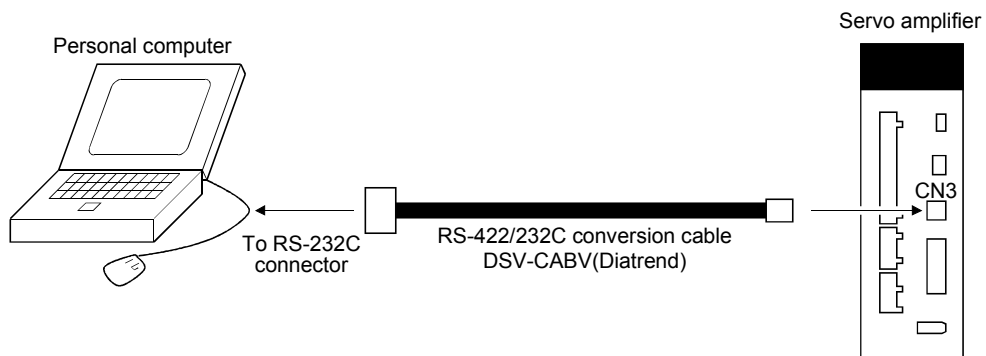 Servo amplifier
Personal computer
CN3
To RS-232C
connector
RS-422/232C conversion cable
DSV-CABV(Diatrend)